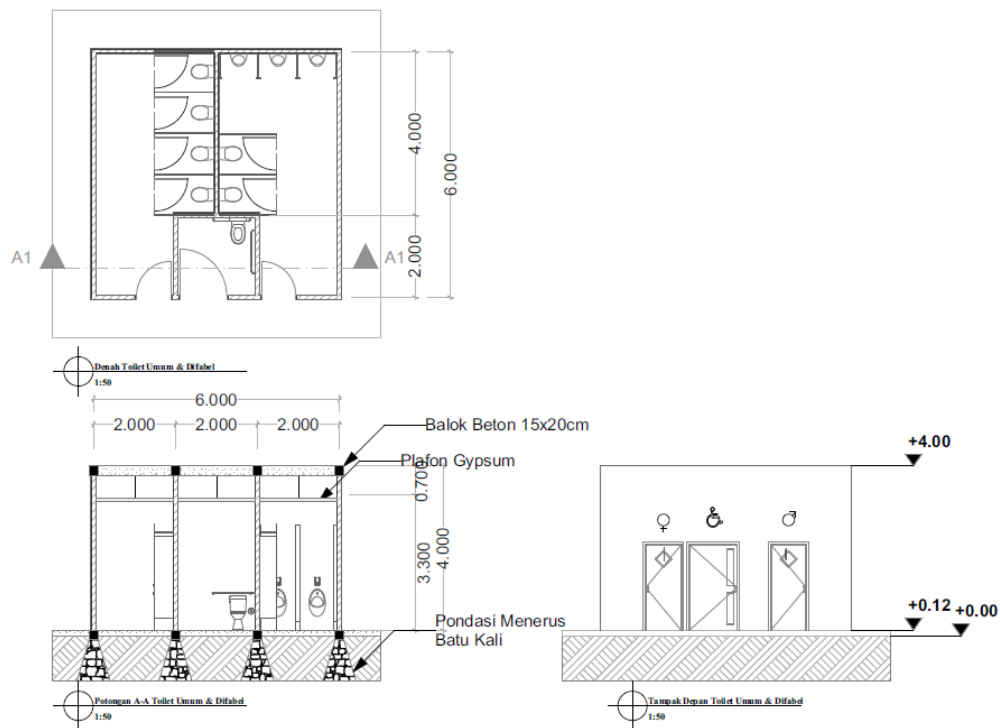 4.000
6.000
2.000
A1
A1
Denah Toilet Umum & Difabel
1:50
6.000
2.000
2.000
2.000
Balok Beton 15x20cm
Plafon Gypsum
0.700
3.300
4.000
Pondasi Menerus
Batu Kali
Potongan A-A Toilet Umum & Difabel
1:50
+4.00
+0.12
+0.00
Tampak Depan Toilet Umum & Difabel
1:50